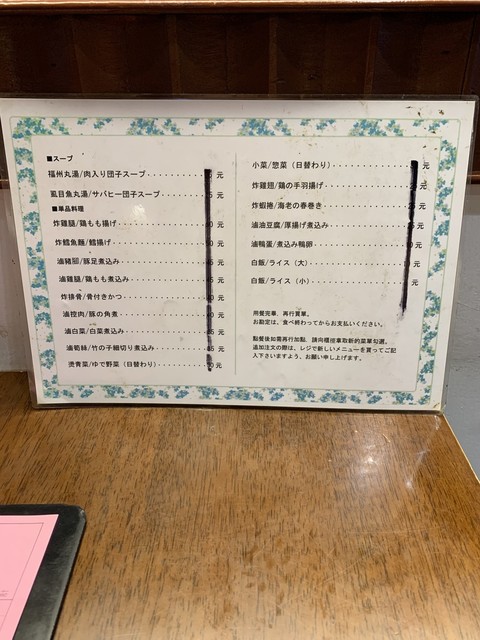 ■スープ
福州丸湯/肉入り団子スープ・・・・・・・・・ 元
虱目魚丸湯/サバヒー団子スープ・・・・・・・5 元
■單品料理
炸雞腿/鶏もも揚げ・・・・・・・・・・・・・0 元
炸鱈魚麵/鱈揚げ・・・・・・・・・・・・・・0 元
滷豬腳/豚足煮込み・・・・・・・・・・・・・5 元
滷雞腿/鶏もも煮込み・・・・・・・・・・・・5 元
炸排骨/骨付きかつ・・・・・・・・・・・・・0 元
滷控肉/豚の角煮・・・・・・・・・・・・・・0 元
滷白菜/白菜煮込み・・・・・・・・・・・・・5 元
滷筍絲/竹の子細切り煮込み・・・・・・・・・5 元
燙青菜/ゆで野菜（日替わり）・・・・・・・・0 元
小菜/惣菜（日替わり）・・・・・・・・・・・ 元
炸雞翅/鶏の手羽揚げ・・・・・・・・・・・・ 元
炸蝦捲/海老の春巻き・・・・・・・・・・・・ 元
滷油豆腐/厚揚げ煮込み・・・・・・・・・・・ 元
滷鴨蛋/煮込み鴨卵・・・・・・・・・・・・・ 元
白飯/ライス（大）・・・・・・・・・・・・・ 元
白飯/ライス（小）・・・・・・・・・・・・・ 元
用餐完畢，再行買單。
お勘定は、食べ終わってからお支払いください。
點餐後如需再行加點，請向櫃檯拿取新的菜單勾選。
追加注文の際は、レジで新しいメニューを貰ってご記
入下さいますよう、お願い申し上げます。